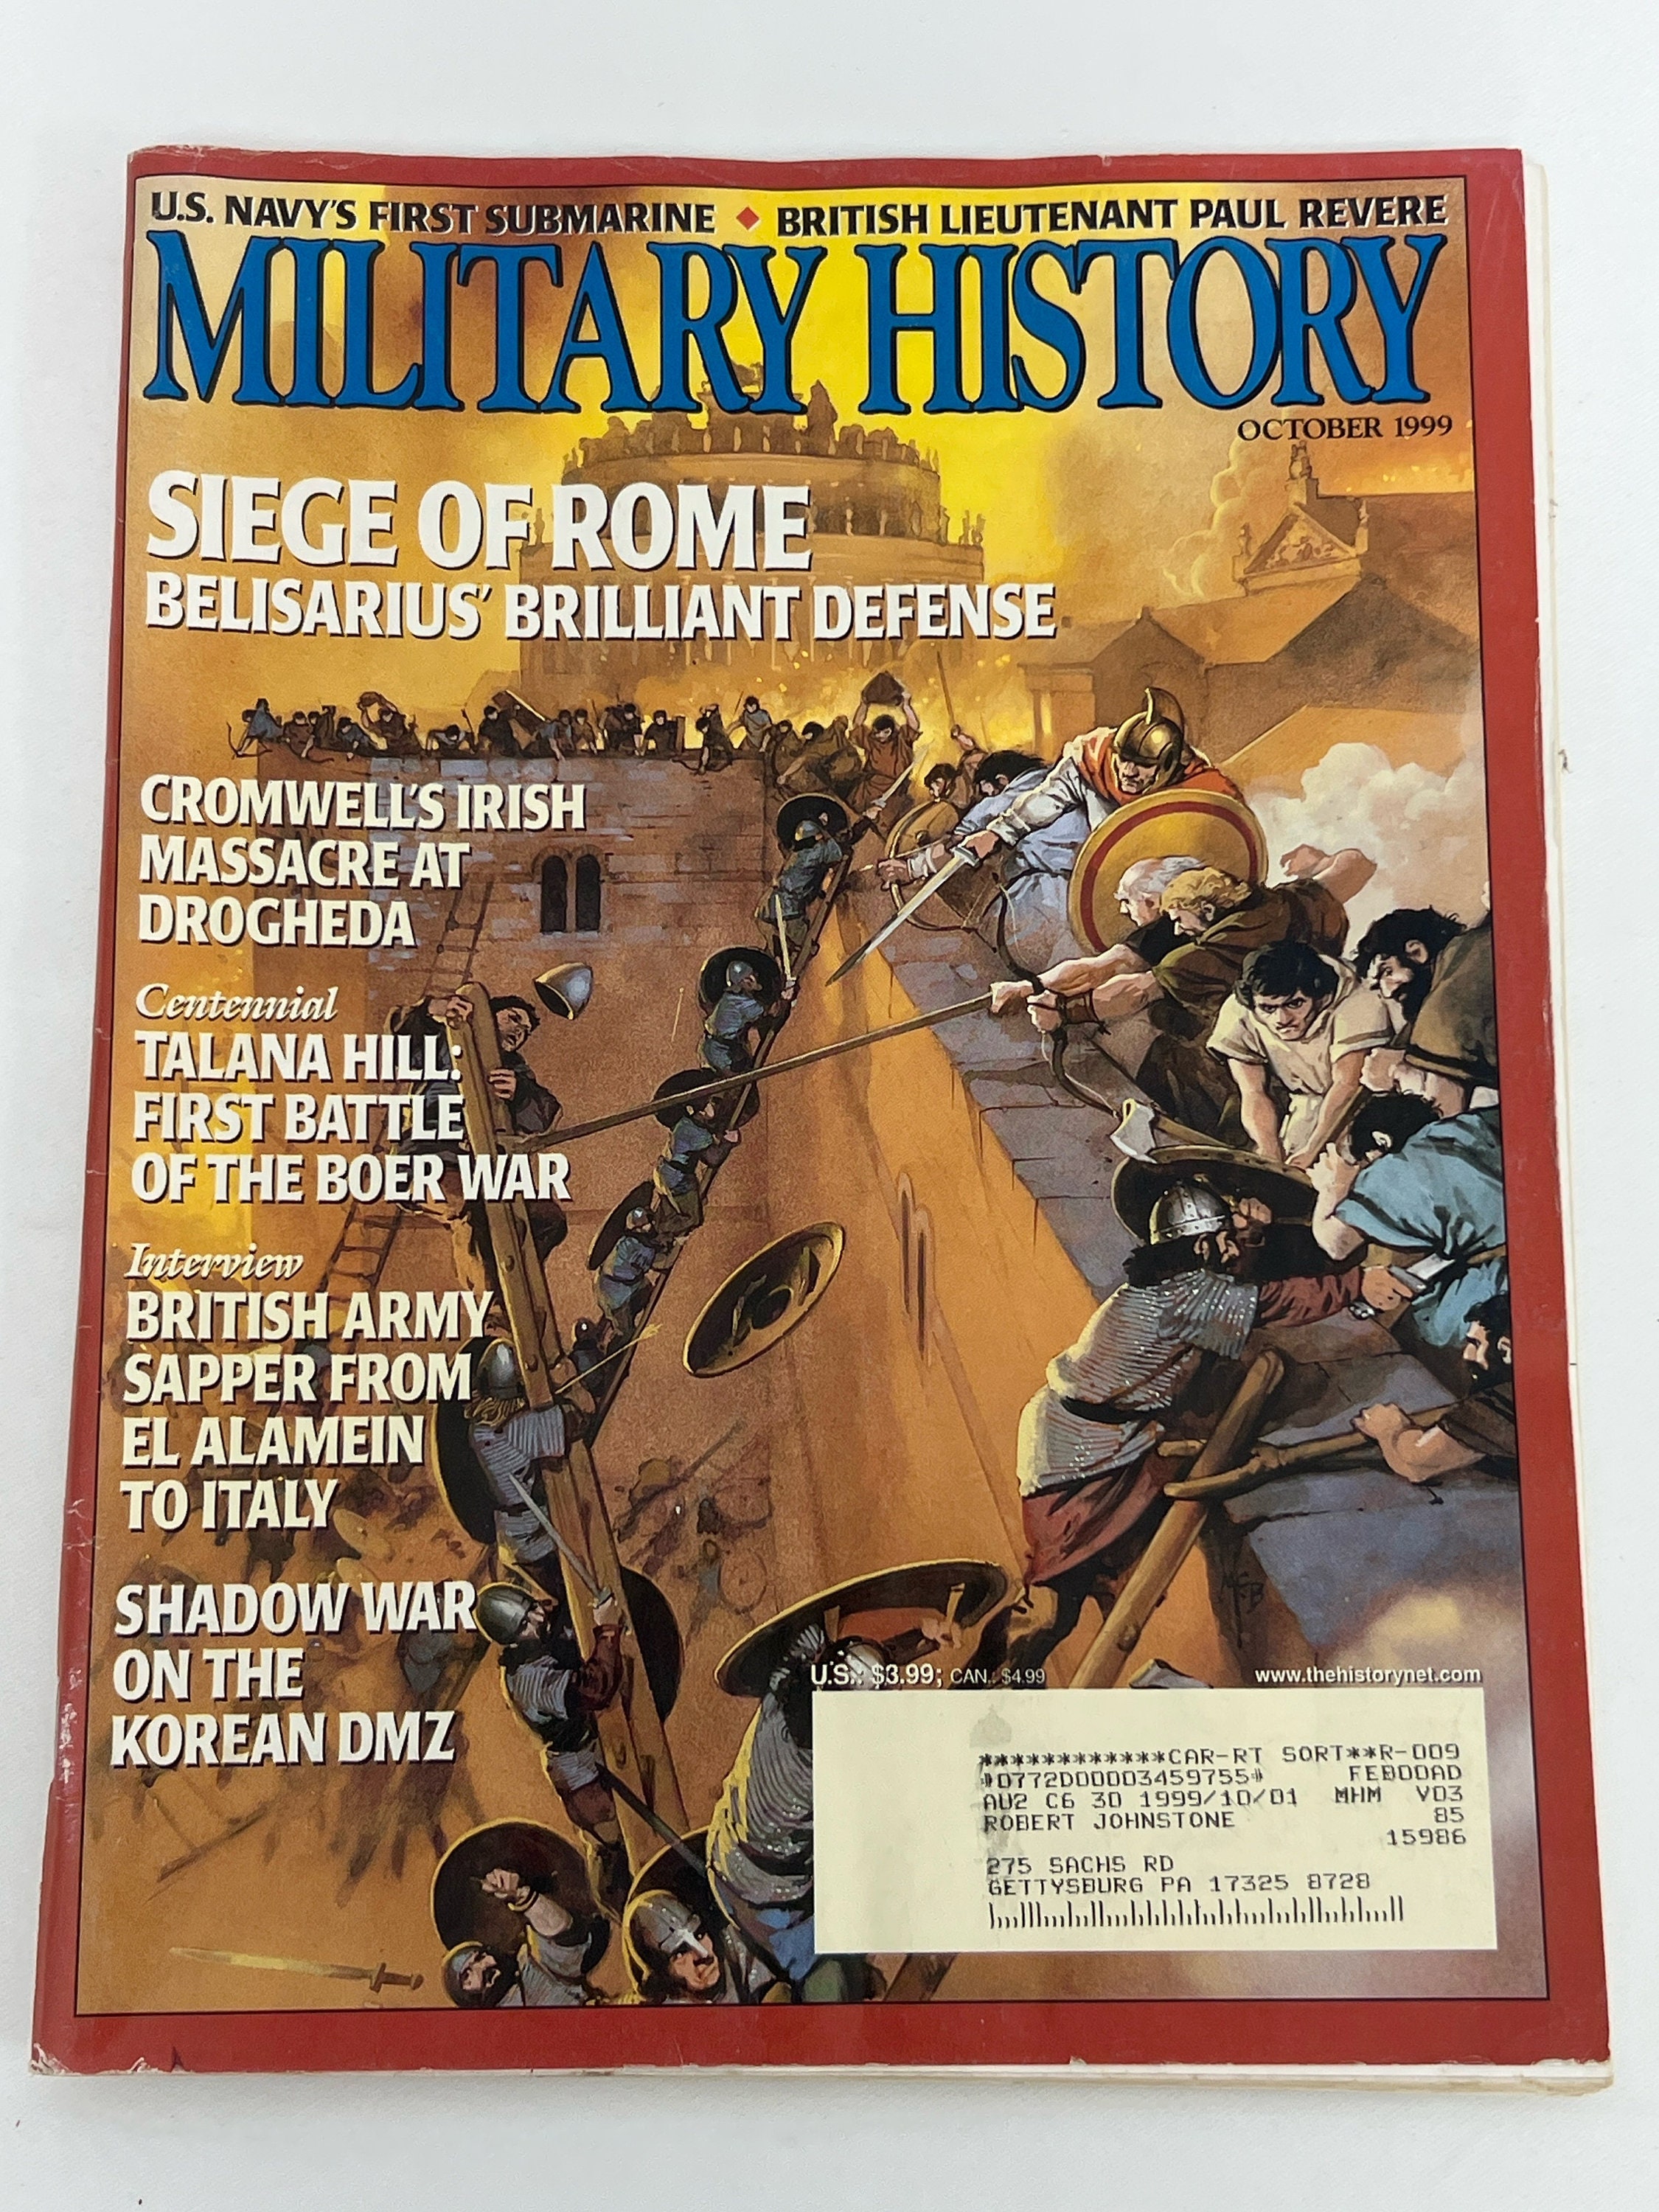 U.S. NAVY'S FIRST SUBMARINE ♦ BRITISH LIEUTENANT PAUL REVERE
MILITARY HISTORY
OCTOBER 1999
SIEGE OF ROME
BELISARIUS' BRILLIANT DEFENSE
CROMWELL'S IRISH
MASSACRE AT
DROGHEDA
Centennial
TALANA HILL:
FIRST BATTLE
OF THE BOER WAR
Interview
BRITISH ARMY
SAPPER FROM
EL ALAMEIN
TO ITALY
SHADOW WAR
ON THE
KOREAN DMZ
McFB
U.S.: $3.99; CAN.: $4.99
www.thehistorynet.com
************CAR-RT SORT**R-009
#0772D00003459755# FEB00AD
AU2 C6 30 1999/10/01 MHM V03
ROBERT JOHNSTONE 85
15986
275 SACHS RD
GETTYSBURG PA 17325 8728